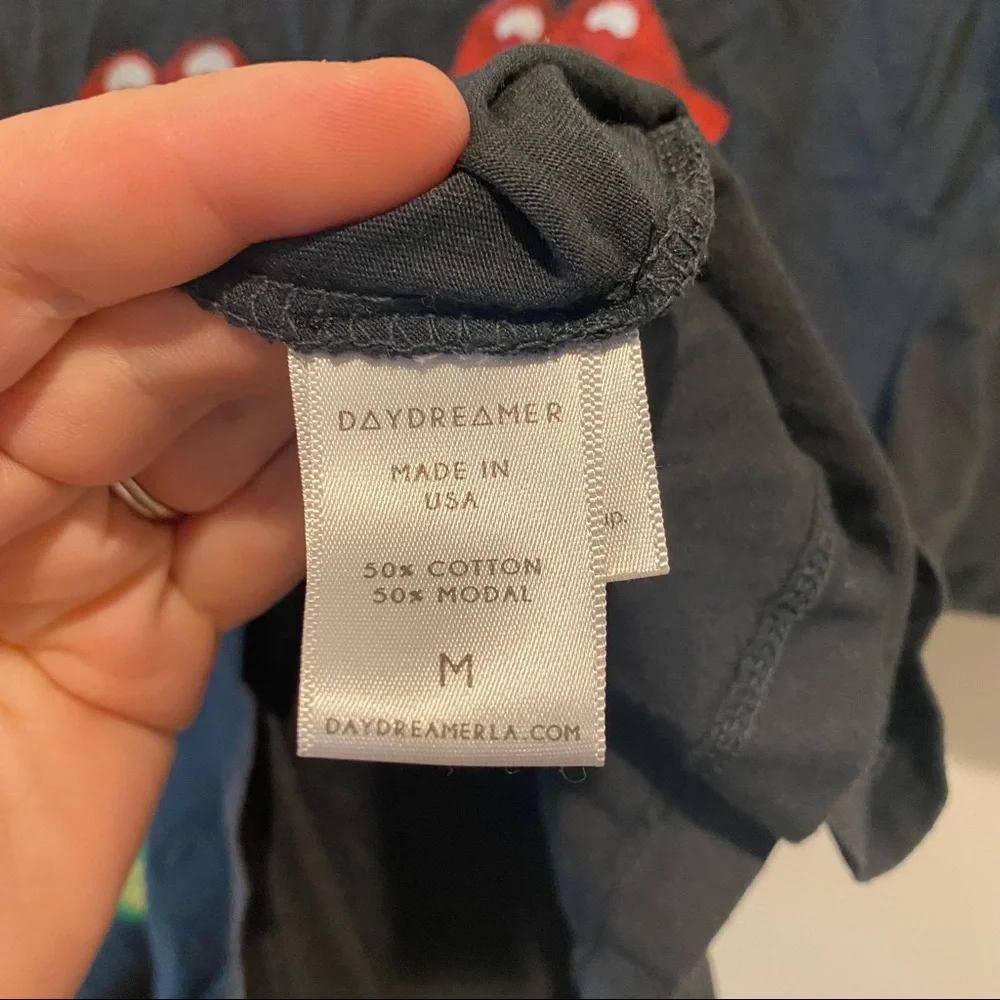 DAYDREAMER
MADE IN
USA
50% COTTON
50% MODAL
M
DAYDREAMERLA.COM